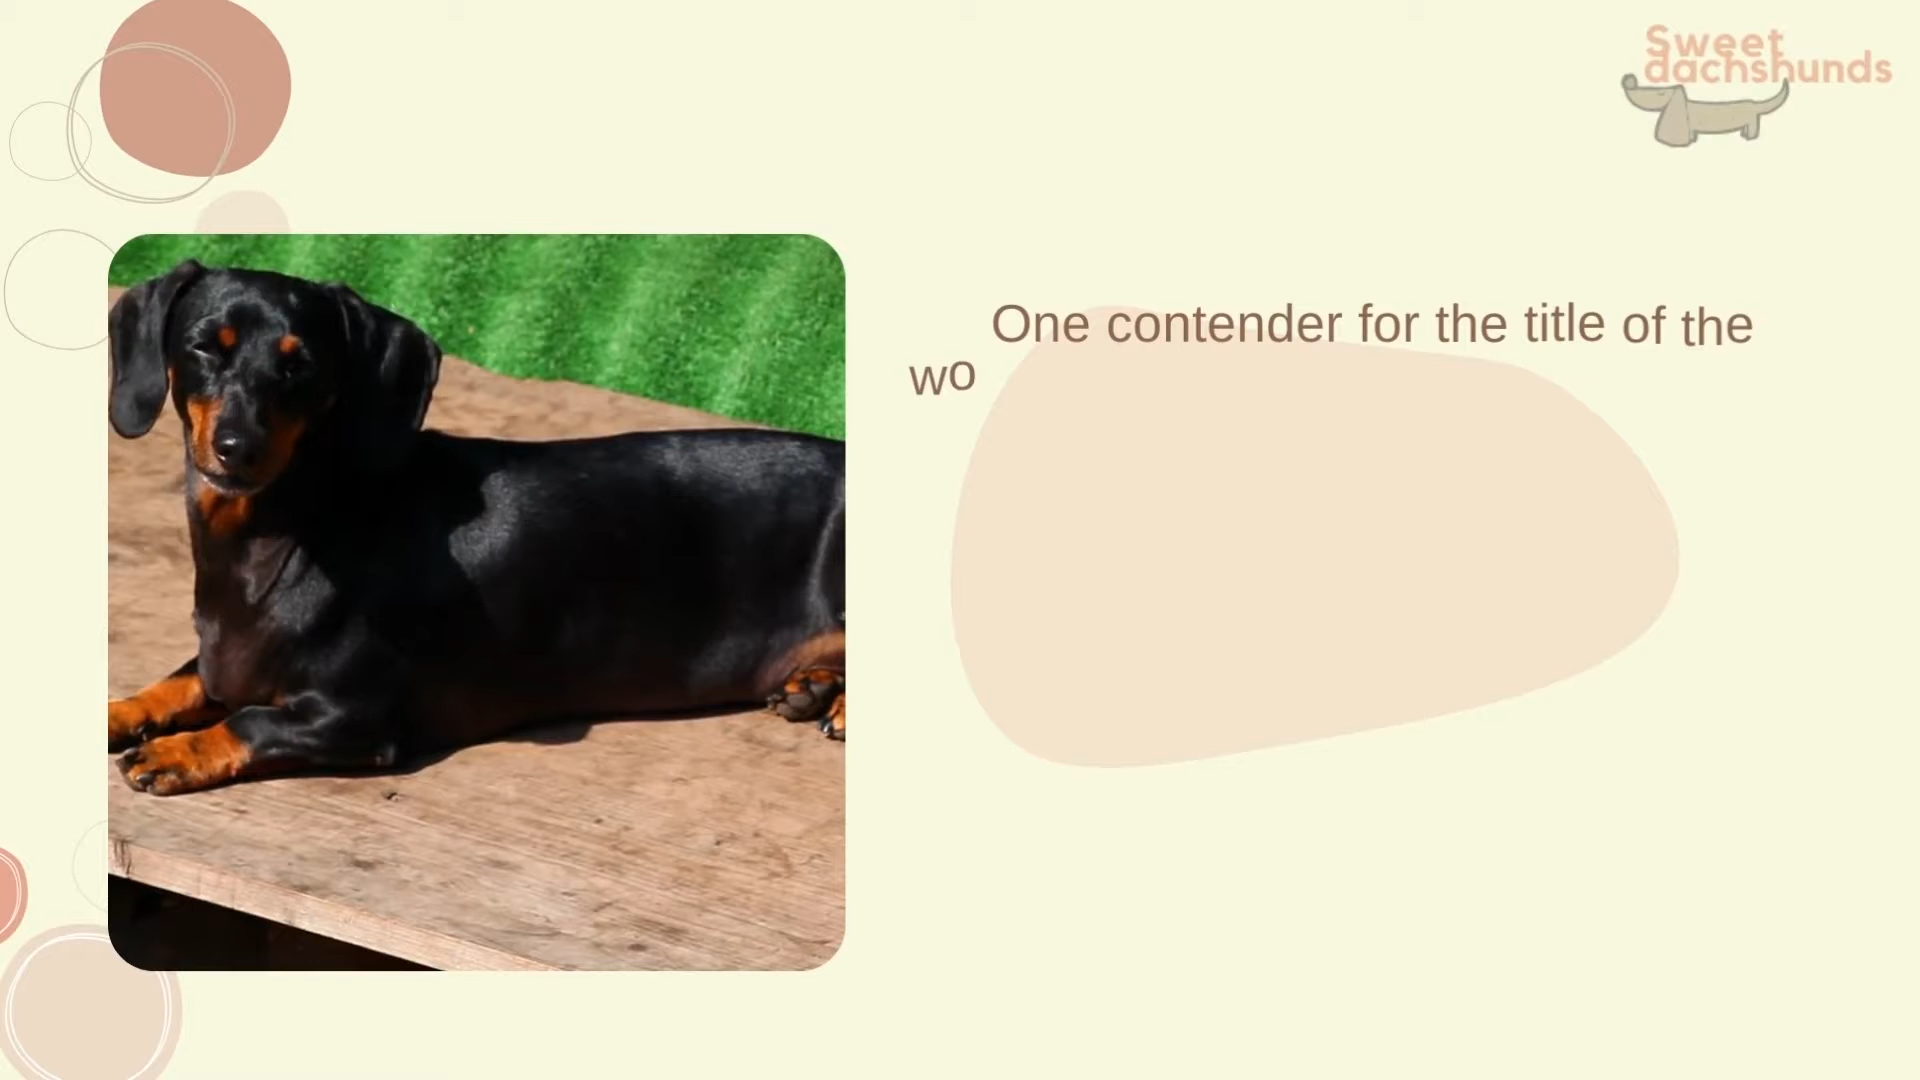 Sweet
dachshunds
One contender for the title of the
wo